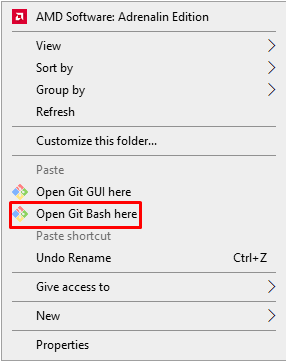 AMD Software: Adrenalin Edition
View
Sort by
Group by
Refresh
Customize this folder...
Paste
Open Git GUI here
Open Git Bash here
Paste shortcut
Undo Rename Ctrl+Z
Give access to
New
Properties